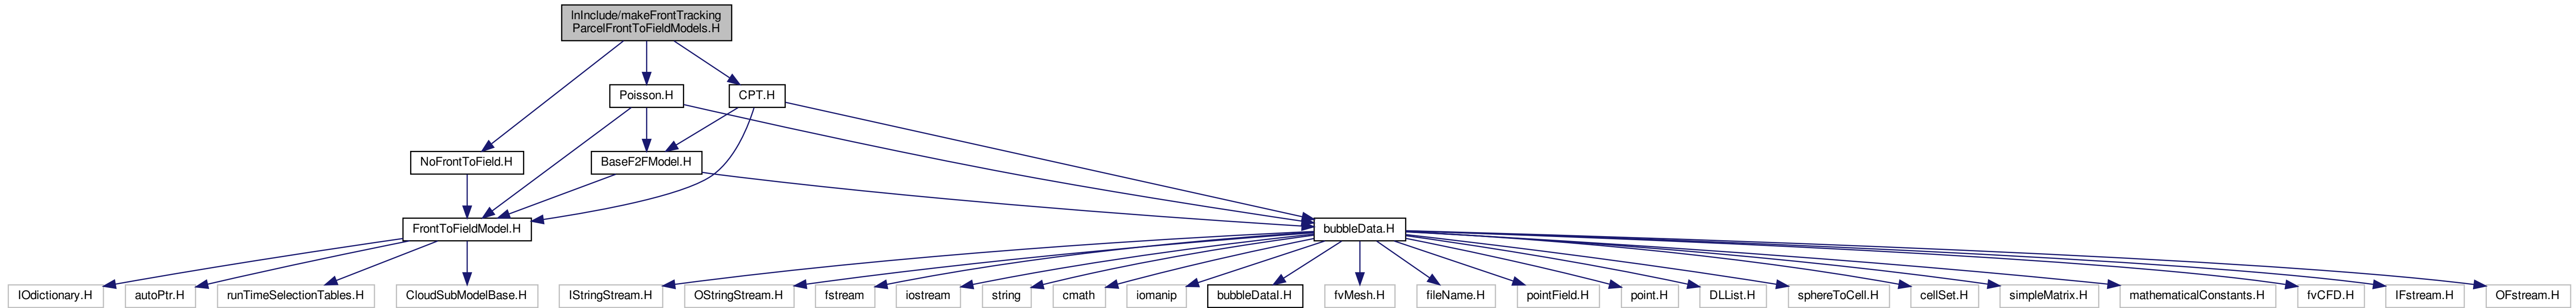 lnInclude/makeFrontTracking
ParcelFrontToFieldModels.H
Poisson.H
CPT.H
NoFrontToField.H
BaseF2FModel.H
FrontToFieldModel.H
bubbleData.H
IOdictionary.H
autoPtr.H
runTimeSelectionTables.H
CloudSubModelBase.H
IStringStream.H
OStringStream.H
fstream
iostream
string
cmath
iomanip
bubbleDataI.H
fvMesh.H
fileName.H
pointField.H
point.H
DLList.H
sphereToCell.H
cellSet.H
simpleMatrix.H
mathematicalConstants.H
fvCFD.H
IFstream.H
OFstream.H